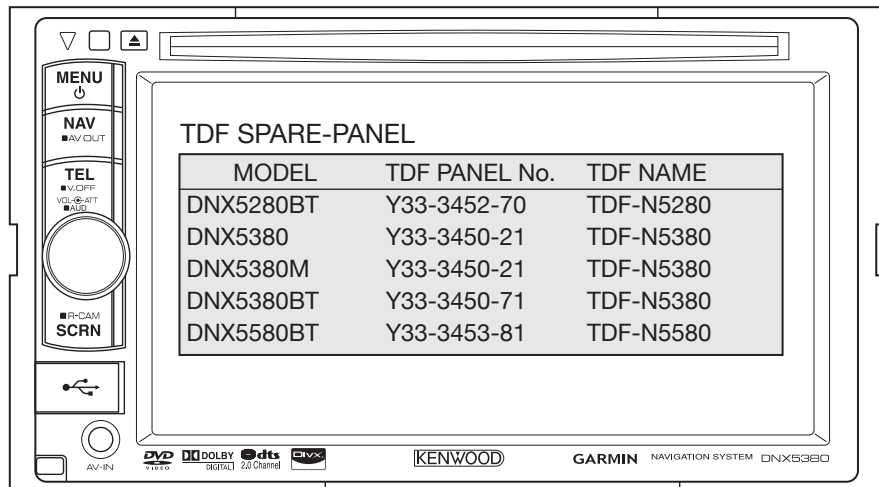 MENU
NAV
■AV OUT
TEL
■V.OFF
VOL-ATT
■AUD
■R-CAM
SCRN
AV-IN
TDF SPARE-PANEL
MODEL TDF PANEL No. TDF NAME
DNX5280BT Y33-3452-70 TDF-N5280
DNX5380 Y33-3450-21 TDF-N5380
DNX5380M Y33-3450-21 TDF-N5380
DNX5380BT Y33-3450-71 TDF-N5380
DNX5580BT Y33-3453-81 TDF-N5580
DVD VIDEO
DOLBY DIGITAL
dts 2.0 Channel
DIVX
KENWOOD
GARMIN NAVIGATION SYSTEM DNX5380